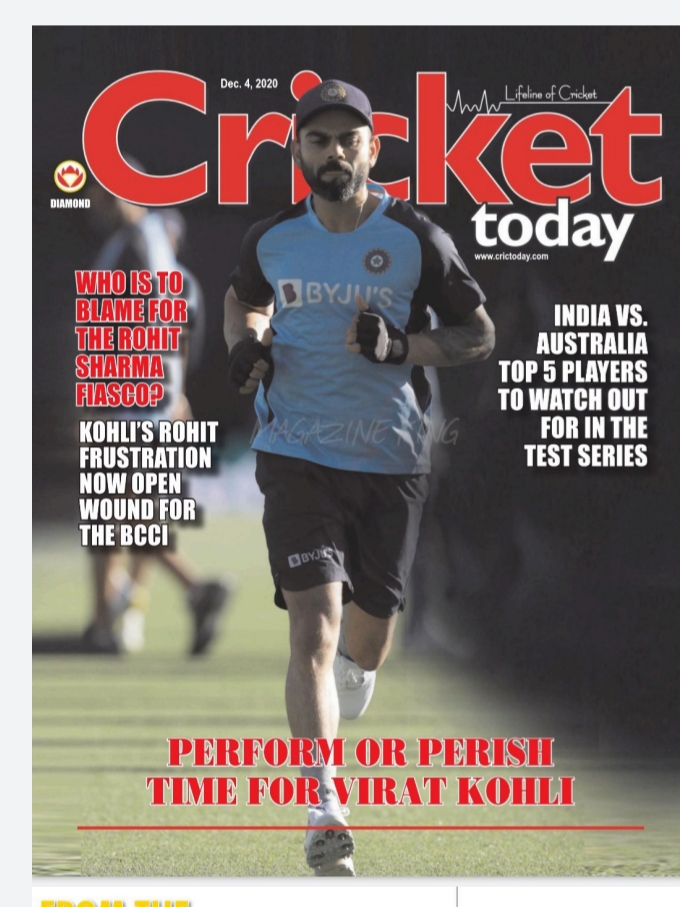 Dec. 4, 2020
Lifeline of Cricket
Cricket
today
www.crictoday.com
DIAMOND
WHO IS TO
BLAME FOR
THE ROHIT
SHARMA
FIASCO?
KOHLI'S ROHIT
FRUSTRATION
NOW OPEN
WOUND FOR
THE BCCI
INDIA VS.
AUSTRALIA
TOP 5 PLAYERS
TO WATCH OUT
FOR IN THE
TEST SERIES
BYJU'S
BYJU'S
PERFORM OR PERISH
TIME FOR VIRAT KOHLI
FROM THE